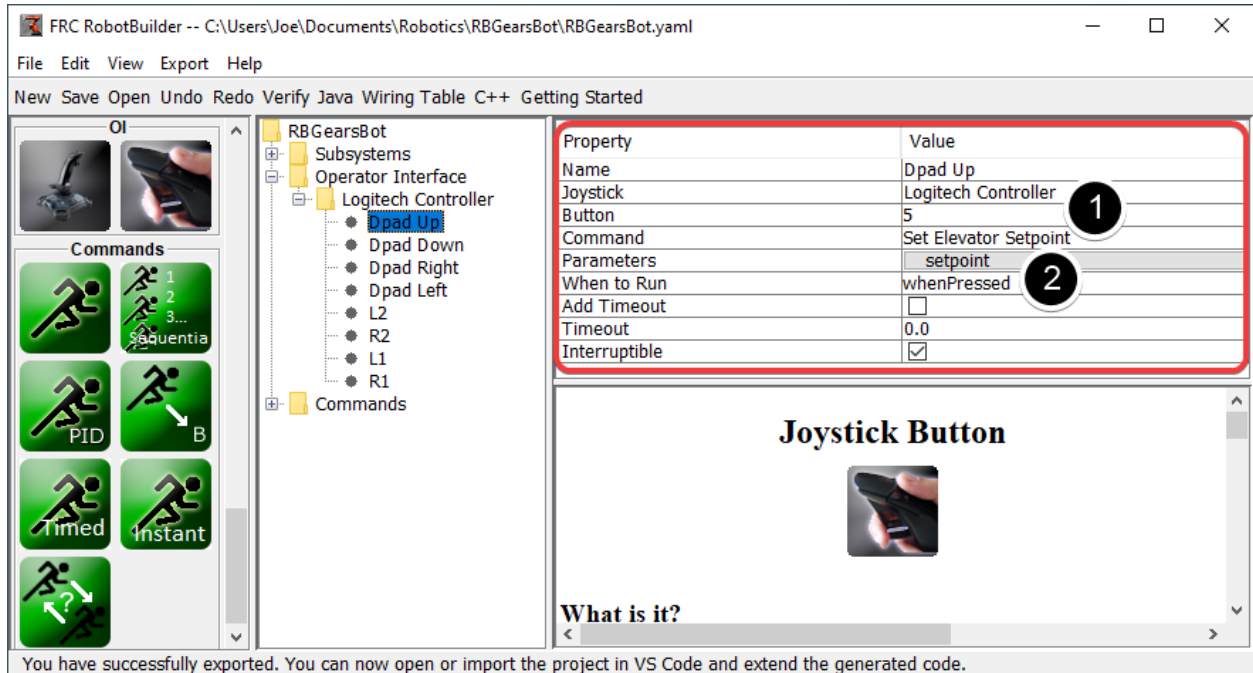 FRC RobotBuilder -- C:\Users\Joe\Documents\Robotics\RBGearsBot\RBGearsBot.yaml
File Edit View Export Help
New Save Open Undo Redo Verify Java Wiring Table C++ Getting Started
OI
Commands
1
2
3...
Sequentia
PID
B
Timed
Instant
?
RBGearsBot
Subsystems
Operator Interface
Logitech Controller
Dpad Up
Dpad Down
Dpad Right
Dpad Left
L2
R2
L1
R1
Commands
Property Value
Name Dpad Up
Joystick Logitech Controller
Button 5
Command Set Elevator Setpoint
Parameters setpoint
When to Run whenPressed
Add Timeout
Timeout 0.0
Interruptible
1
2
Joystick Button
What is it?
You have successfully exported. You can now open or import the project in VS Code and extend the generated code.